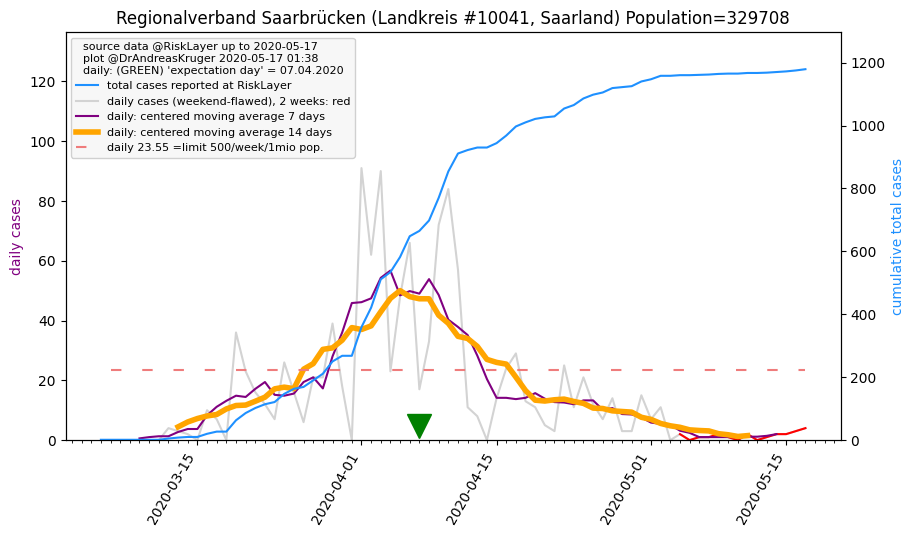 Regionalverband Saarbrücken (Landkreis #10041, Saarland) Population=329708
source data @RiskLayer up to 2020-05-17
plot @DrAndreasKruger 2020-05-17 01:38
daily: (GREEN) 'expectation day' = 07.04.2020
total cases reported at RiskLayer
daily cases (weekend-flawed), 2 weeks: red
daily: centered moving average 7 days
daily: centered moving average 14 days
daily 23.55 =limit 500/week/1mio pop.
daily cases
120
100
80
60
40
20
0
1200
1000
800
600
400
200
0
cumulative total cases
2020-03-15
2020-04-01
2020-04-15
2020-05-01
2020-05-15